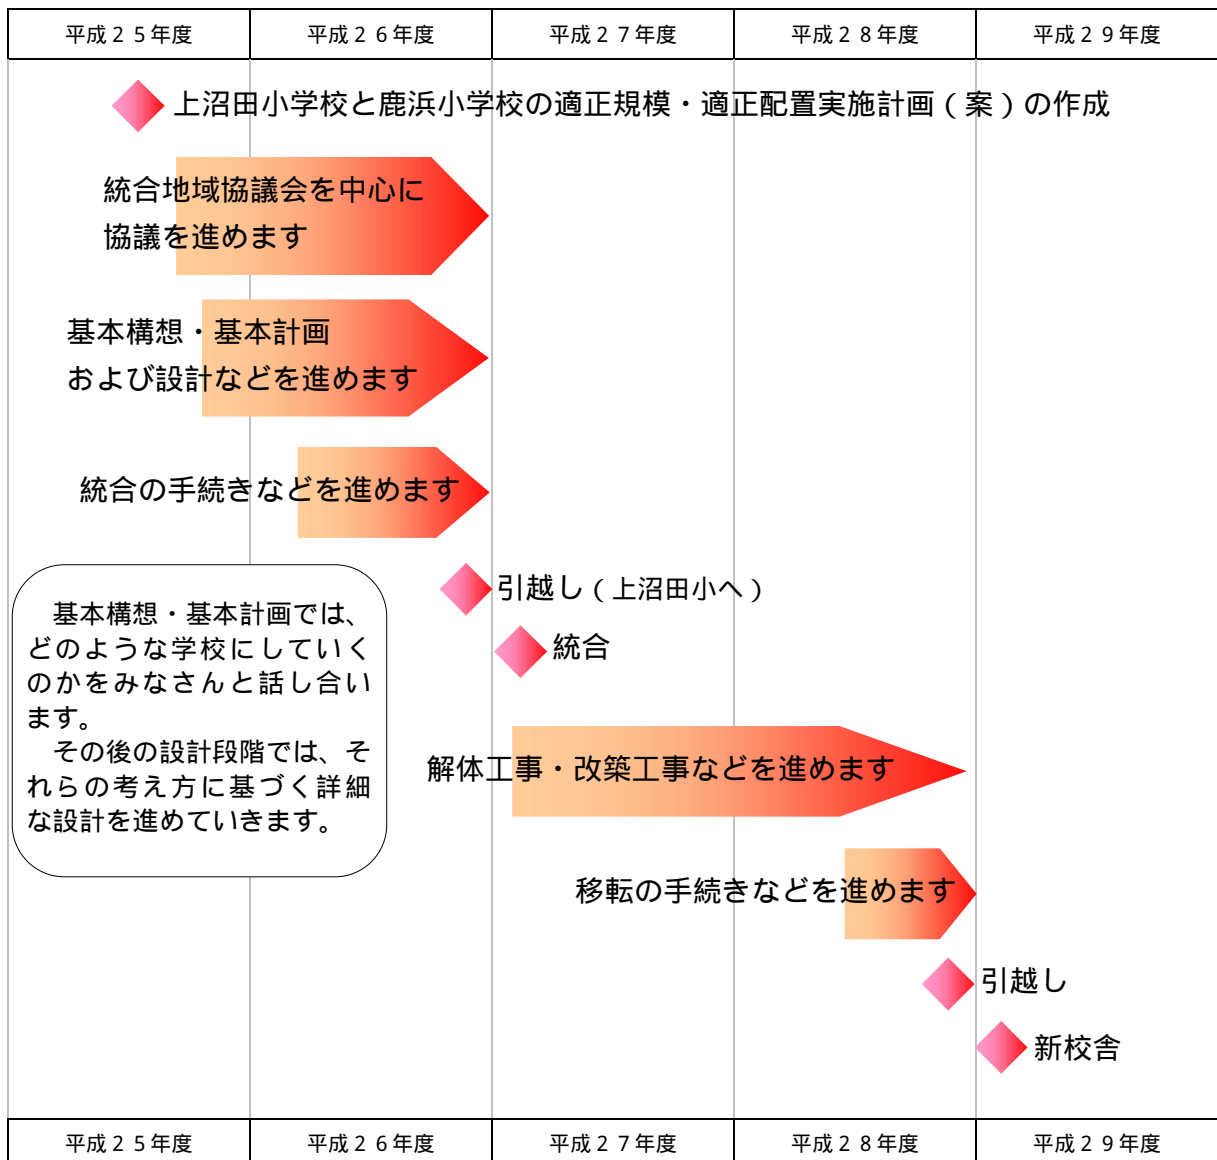 平成２５年度 平成２６年度 平成２７年度 平成２８年度 平成２９年度
上沼田小学校と鹿浜小学校の適正規模・適正配置実施計画（案）の作成
統合地域協議会を中心に
協議を進めます
基本構想・基本計画
および設計などを進めます
統合の手続きなどを進めます
引越し（上沼田小へ）
統合
基本構想・基本計画では、
どのような学校にしていく
のかをみなさんと話し合い
ます。
その後の設計段階では、そ
れらの考え方に基づく詳細
な設計を進めていきます。
解体工事・改築工事などを進めます
移転の手続きなどを進めます
引越し
新校舎
平成２５年度 平成２６年度 平成２７年度 平成２８年度 平成２９年度